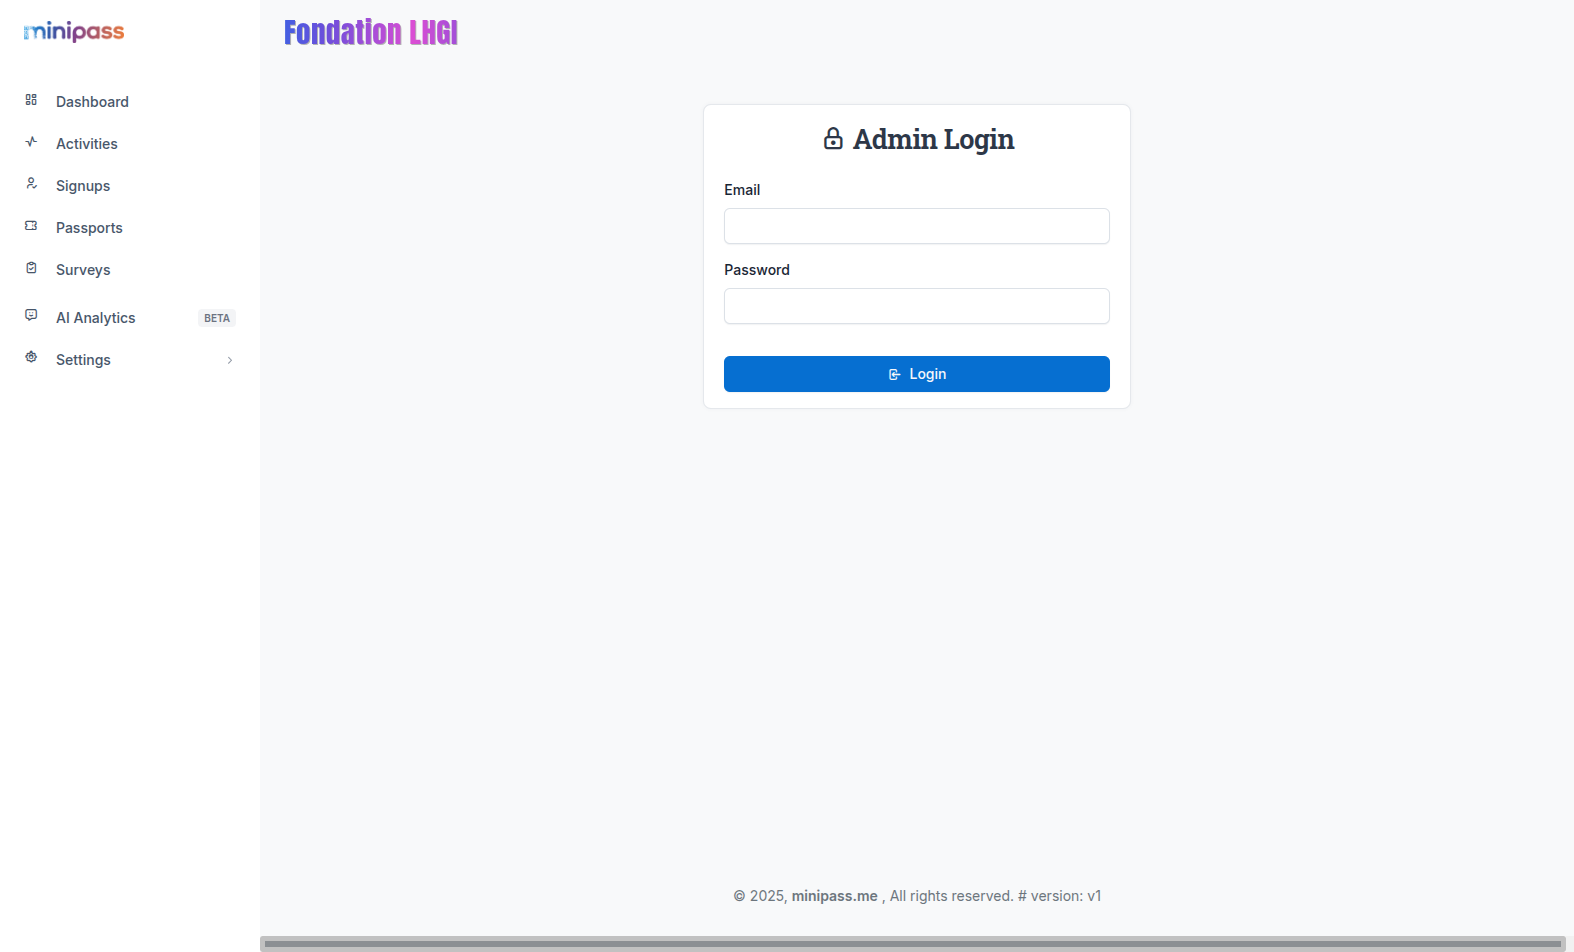 minipass
Fondation LHGI
Dashboard
Activities
Signups
Passports
Surveys
AI Analytics BETA
Settings
Admin Login
Email
Password
Login
© 2025, minipass.me , All rights reserved. # version: v1